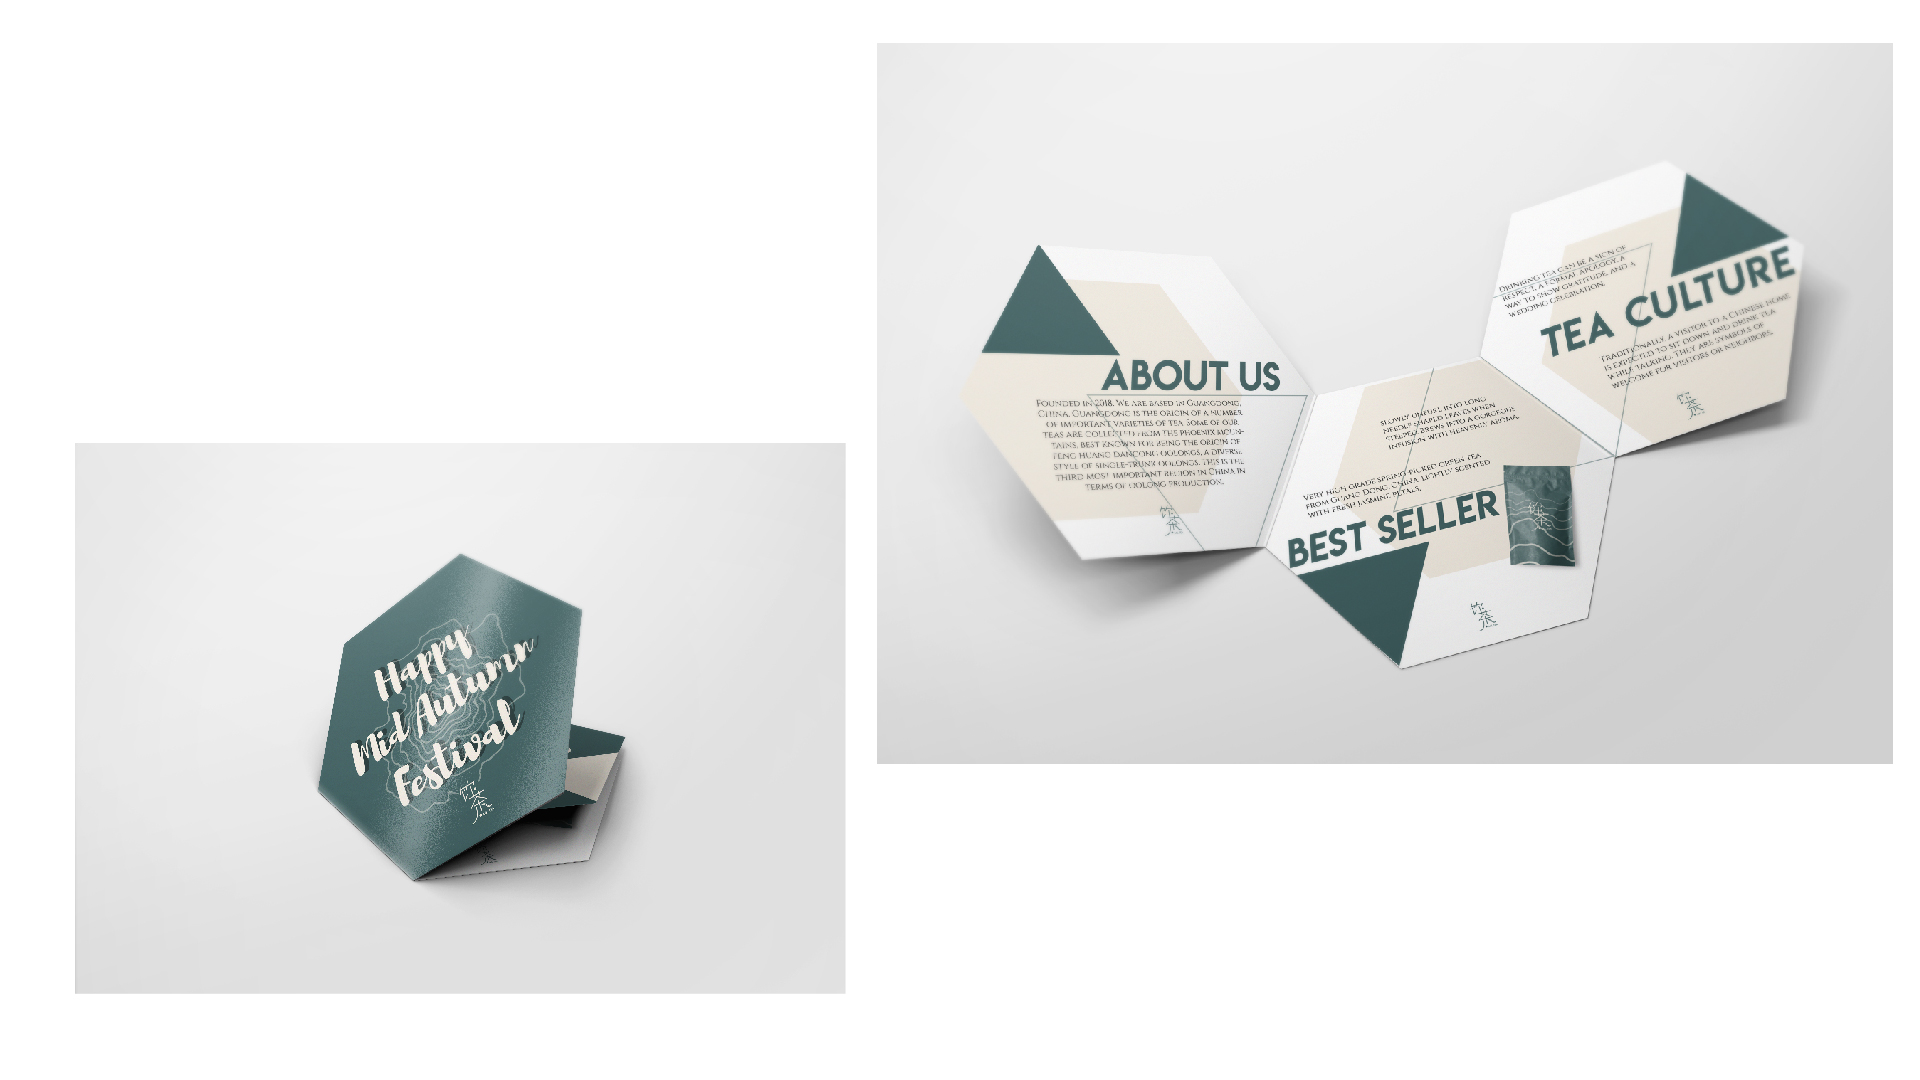 Happy
Mid Autumn
Festival
ABOUT US
FOUNDED IN 2018. WE ARE BASED IN GUANGDONG,
CHINA. GUANGDONG IS THE ORIGIN OF A NUMBER
OF IMPORTANT VARIETIES OF TEA. SOME OF OUR
TEAS ARE COLLECTED FROM THE PHOENIX MOUN-
TAINS, BEST KNOWN FOR BEING THE ORIGIN OF
FENG HUANG DANCONG OOLONGS, A DIVERSE
STYLE OF SINGLE-TRUNK OOLONGS. THIS IS THE
THIRD MOST IMPORTANT REGION IN CHINA IN
TERMS OF OOLONG PRODUCTION.
SLOWLY UNFURL INTO LONG
NEEDLE SHAPED LEAVES WHEN
STEEPED. BREWS INTO A GORGEOUS
INFUSION WITH HEAVENLY AROMA.
VERY HIGH GRADE SPRING PICKED GREEN TEA
FROM GUANG DONG, CHINA. LIGHTLY SCENTED
WITH FRESH JASMINE PETALS.
BEST SELLER
DRINKING TEA CAN BE A SIGN OF
RESPECT, A FORMAL APOLOGY, A
WAY TO SHOW GRATITUDE, AND A
WEDDING CELEBRATION.
TEA CULTURE
TRADITIONALLY, A VISITOR TO A CHINESE HOME
IS EXPECTED TO SIT DOWN AND DRINK TEA
WHILE TALKING. THEY ARE SYMBOLS OF
WELCOME FOR VISITORS OR NEIGHBORS.